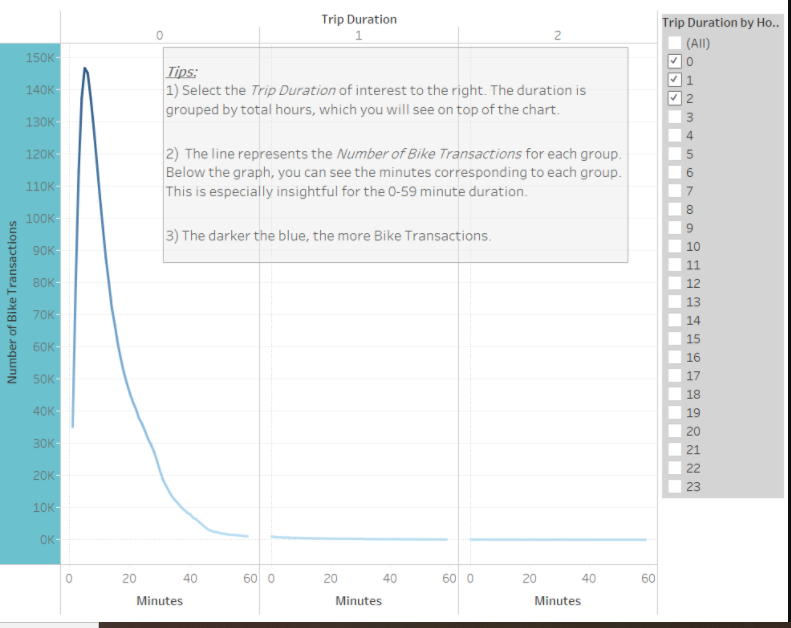 Trip Duration
0 1 2
Tips:
1) Select the Trip Duration of interest to the right. The duration is
grouped by total hours, which you will see on top of the chart.
2) The line represents the Number of Bike Transactions for each group.
Below the graph, you can see the minutes corresponding to each group.
This is especially insightful for the 0-59 minute duration.
3) The darker the blue, the more Bike Transactions.
Number of Bike Transactions
150K
140K
130K
120K
110K
100K
90K
80K
70K
60K
50K
40K
30K
20K
10K
0K
0 20 40 60 0 20 40 60 0 20 40 60
Minutes Minutes Minutes
Trip Duration by Ho..
(All)
0
1
2
3
4
5
6
7
8
9
10
11
12
13
14
15
16
17
18
19
20
21
22
23